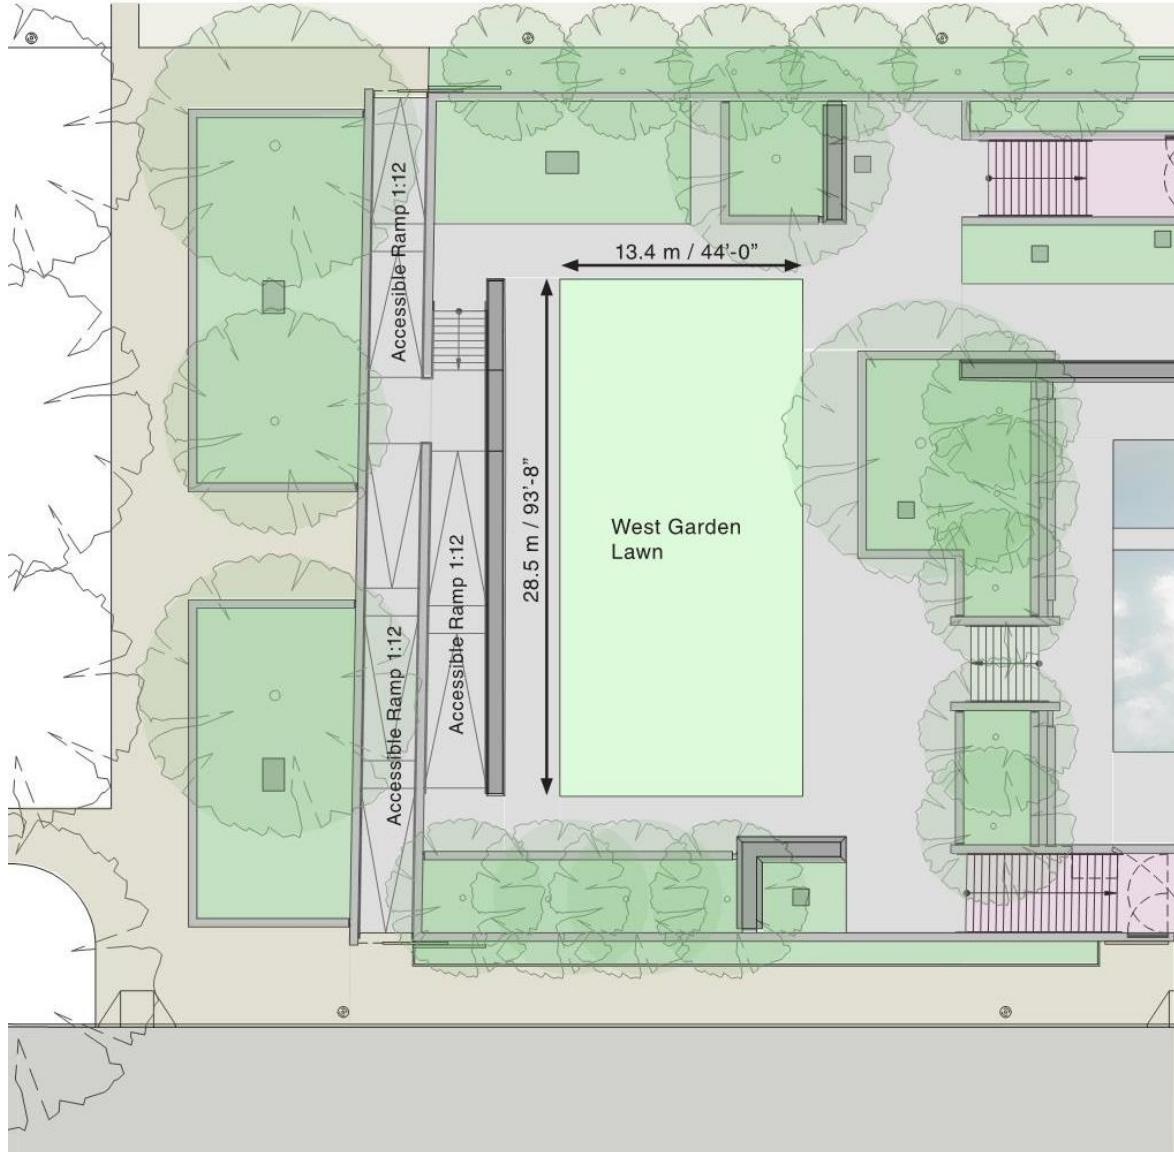 Accessible Ramp 1:12
13.4 m / 44’-0”
28.5 m / 93’-8”
West Garden
Lawn
Accessible Ramp 1:12
Accessible Ramp 1:12